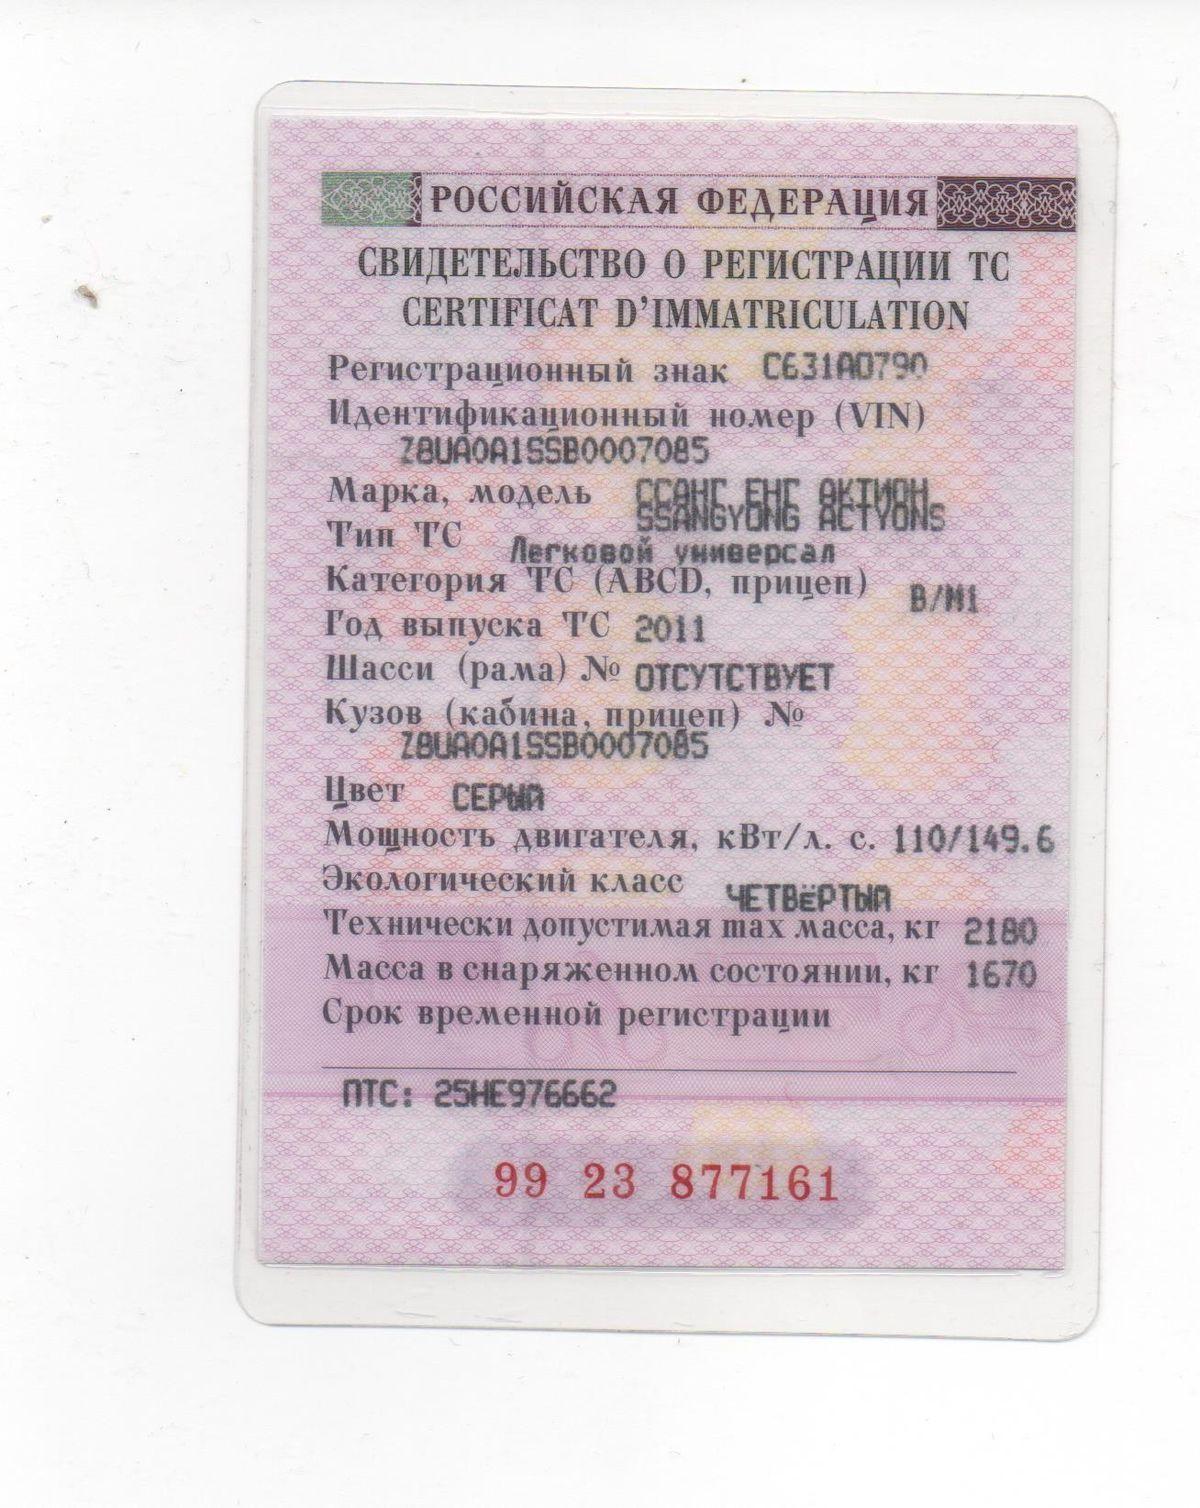 РОССИЙСКАЯ ФЕДЕРАЦИЯ
СВИДЕТЕЛЬСТВО О РЕГИСТРАЦИИ ТС
CERTIFICAT D'IMMATRICULATION
Регистрационный знак С631АО790
Идентификационный номер (VIN)
Z8UA0A1SSB0007085
Марка, модель ССАНГ ЕНГ АКТИОН
SSANGYONG ACTYONS
Тип ТС Легковой универсал
Категория ТС (ABCD, прицеп) B/M1
Год выпуска ТС 2011
Шасси (рама) № ОТСУТСТВУЕТ
Кузов (кабина, прицеп) №
Z8UA0A1SSB0007085
Цвет СЕРЫЙ
Мощность двигателя, кВт/л. с. 110/149.6
Экологический класс ЧЕТВЁРТЫЙ
Технически допустимая max масса, кг 2180
Масса в снаряженном состоянии, кг 1670
Срок временной регистрации
ПТС: 25НЕ976662
99 23 877161